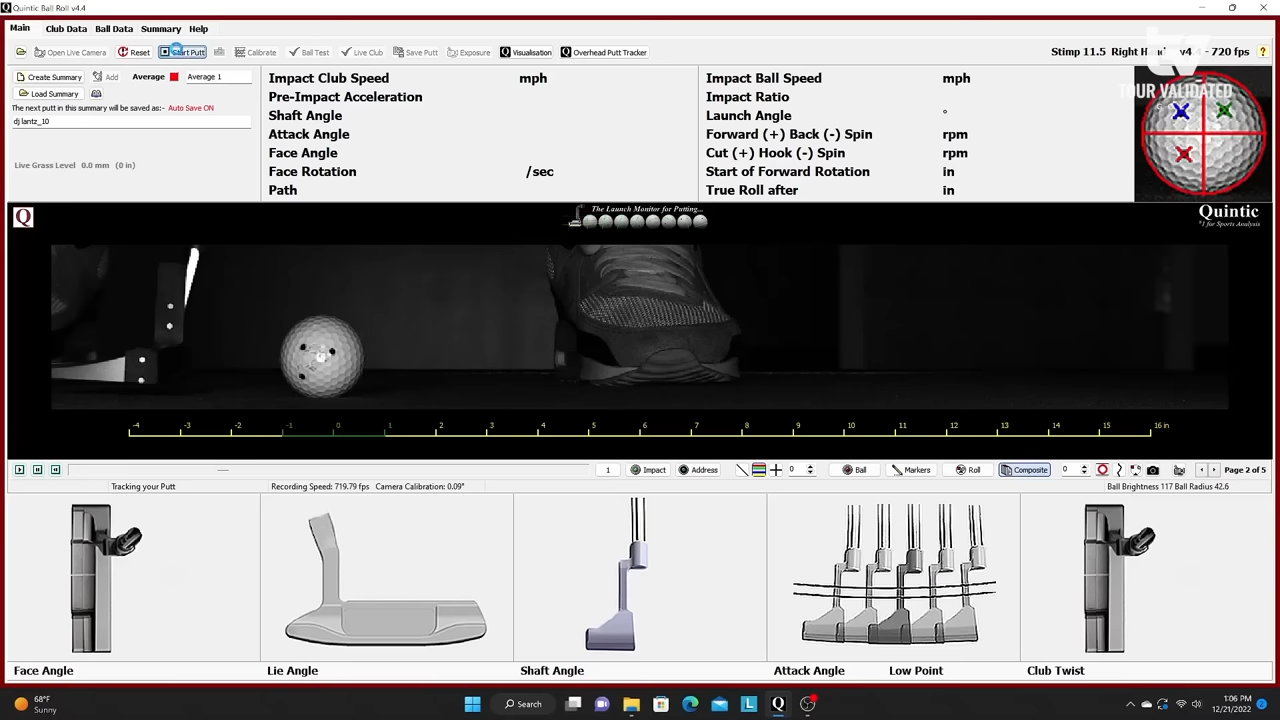 Quintic Ball Roll v4.4
Main Club Data Ball Data Summary Help
Open Live Camera Reset Start Putt Calibrate Ball Test Live Club Save Putt Exposure Visualisation Overhead Putt Tracker Stimp 11.5 Right 720 fps ?
Create Summary Add Average Average 1
Load Summary
The next putt in this summary will be saved as:- Auto Save ON
dj lantz_10
Live Grass Level 0.0 mm (0 in)
Impact Club Speed mph
Pre-Impact Acceleration
Shaft Angle
Attack Angle
Face Angle
Face Rotation /sec
Path
Impact Ball Speed mph
Impact Ratio
Launch Angle °
Forward (+) Back (-) Spin rpm
Cut (+) Hook (-) Spin rpm
Start of Forward Rotation in
True Roll after in
TOUR VALIDATED
Q
The Launch Monitor for Putting...
Quintic
#1 for Sports Analysis
-4 -3 -2 -1 0 1 2 3 4 5 6 7 8 9 10 11 12 13 14 15 16 in
1 Impact Address 0 Ball Markers Roll Composite 0 Page 2 of 5
Tracking your Putt Recording Speed: 719.79 fps Camera Calibration: 0.09° Ball Brightness 117 Ball Radius 42.6
Face Angle Lie Angle Shaft Angle Attack Angle Low Point Club Twist
68°F
Sunny
Search
1:06 PM
12/21/2022